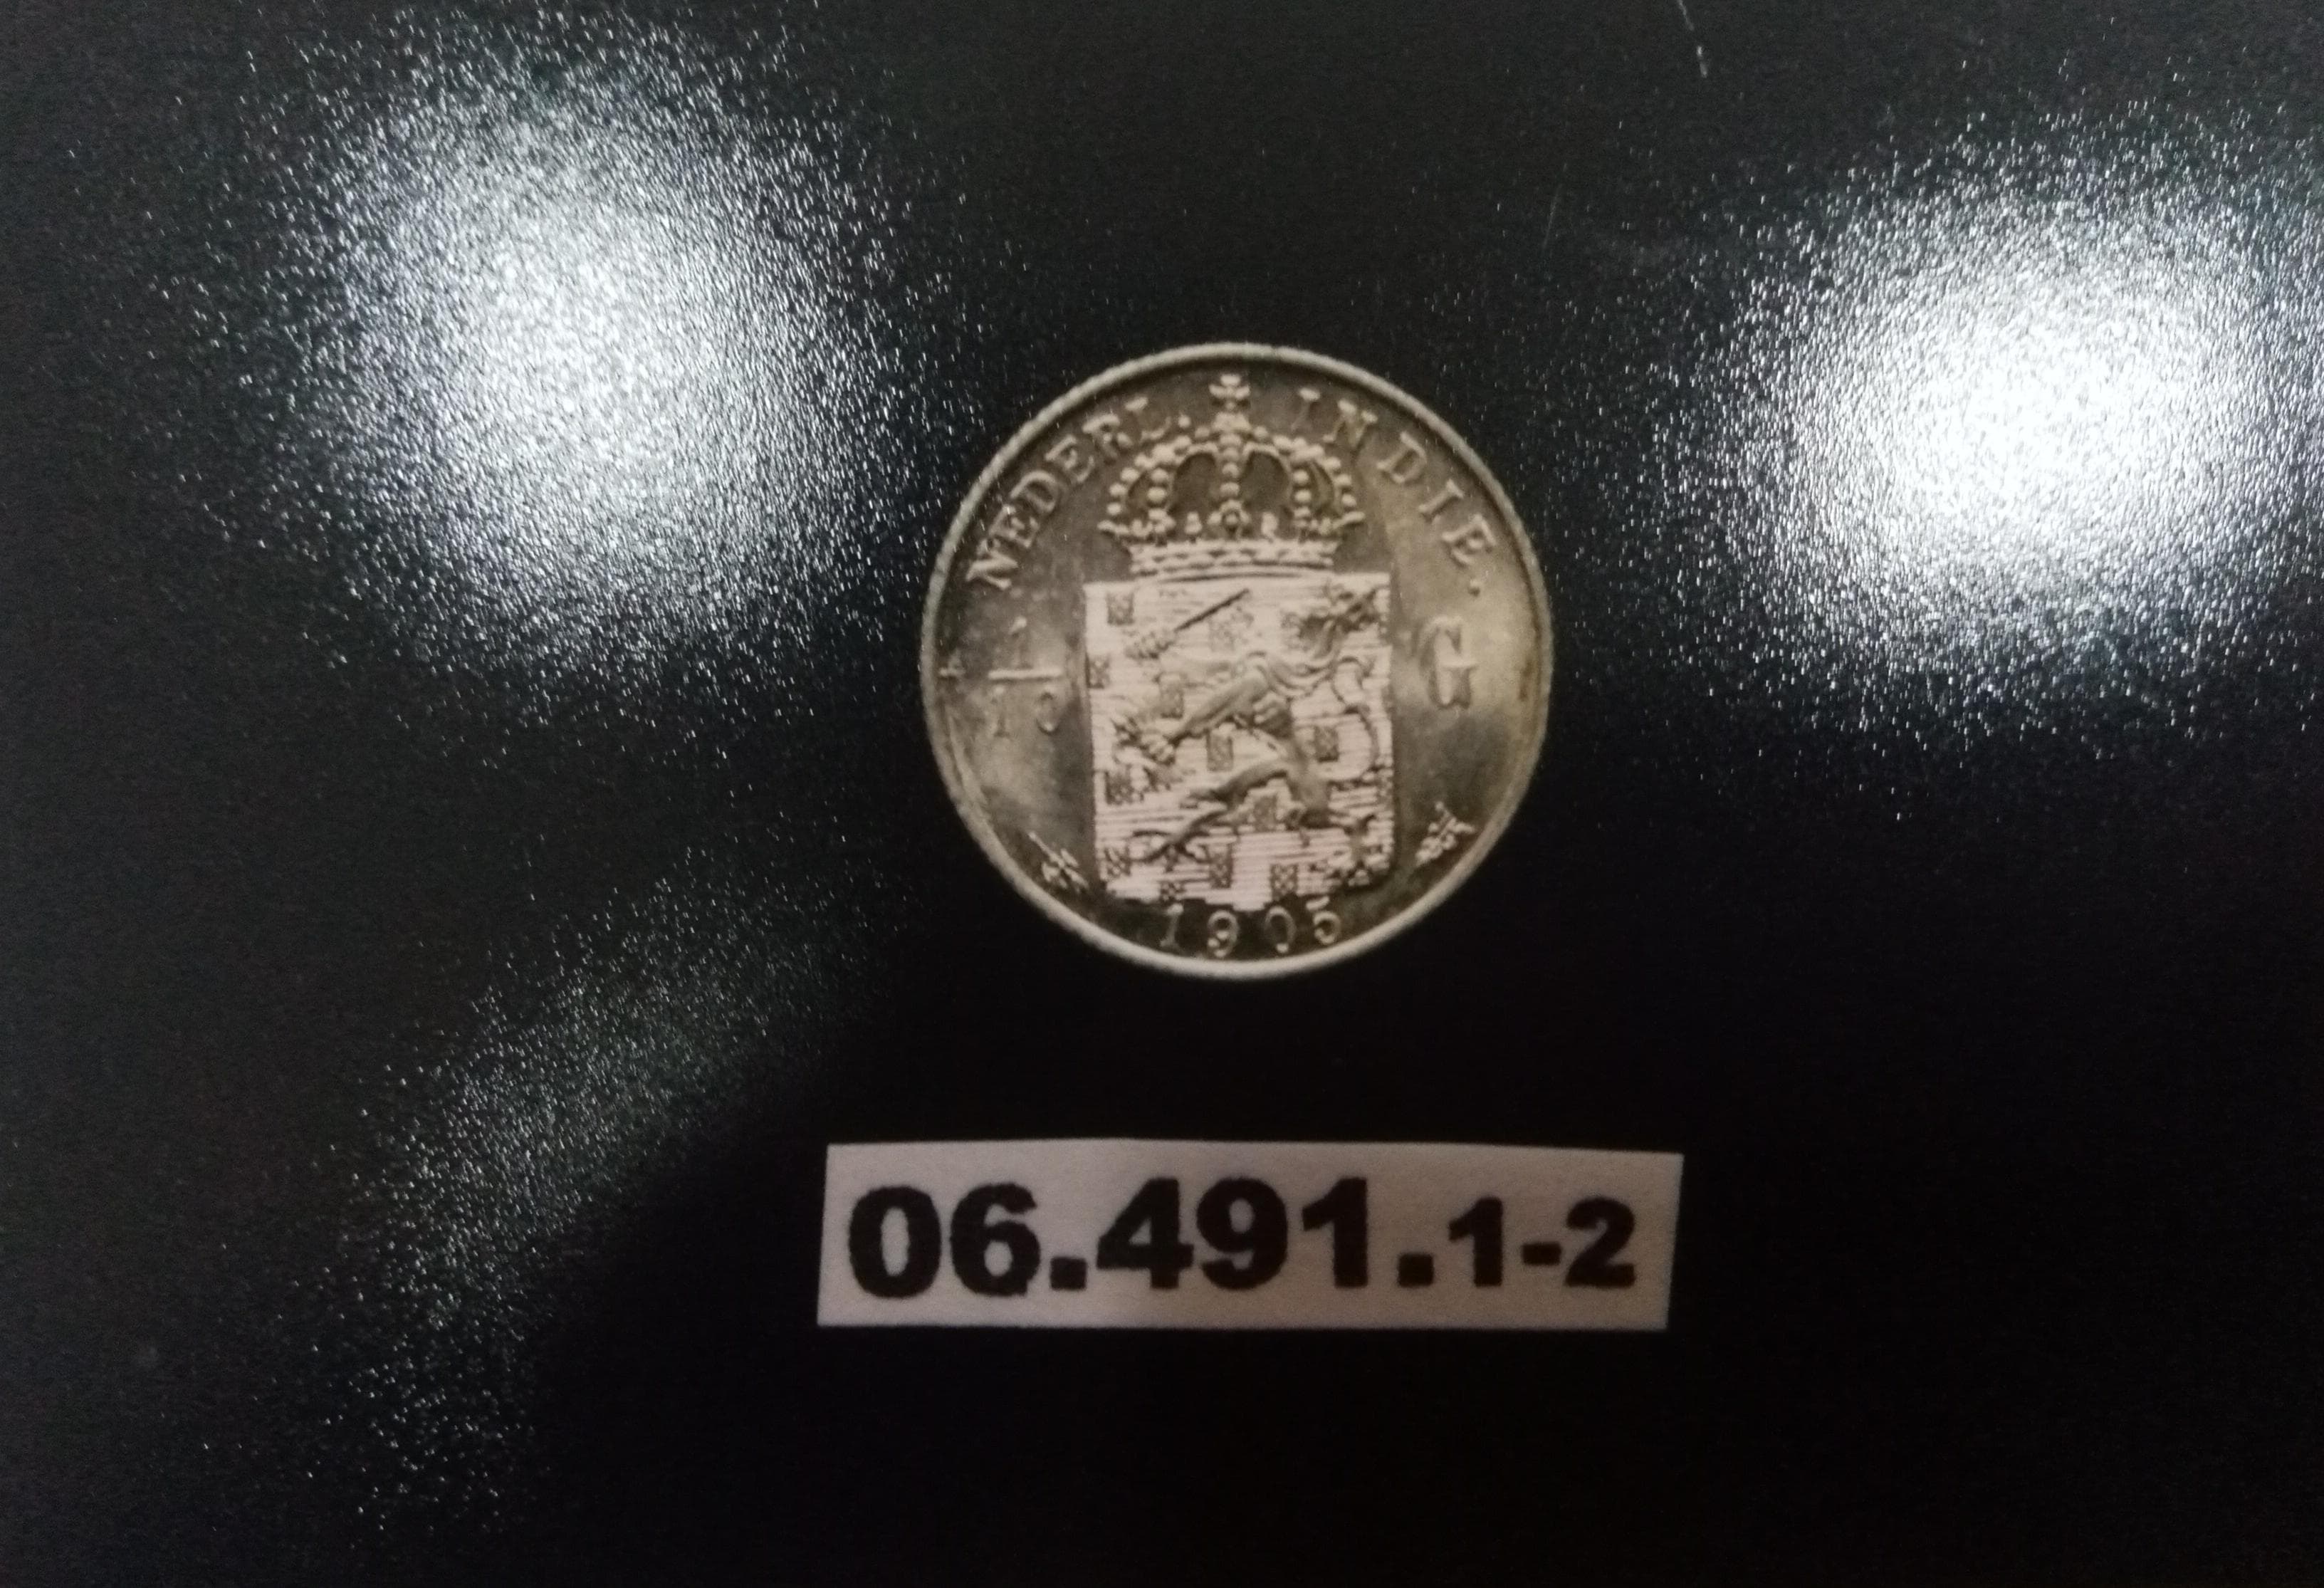 NEDERL. INDIE.
1/10 G
1905
06.491.1-2